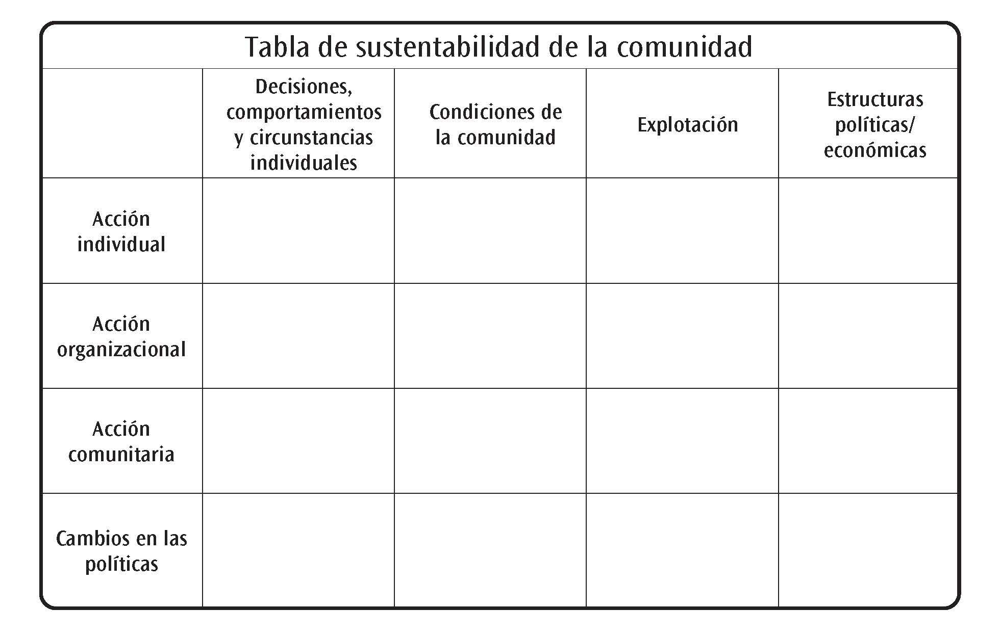 Tabla de sustentabilidad de la comunidad
Decisiones,
comportamientos
y circunstancias
individuales
Condiciones de
la comunidad
Explotación
Estructuras
políticas/
económicas
Acción
individual
Acción
organizacional
Acción
comunitaria
Cambios en las
políticas